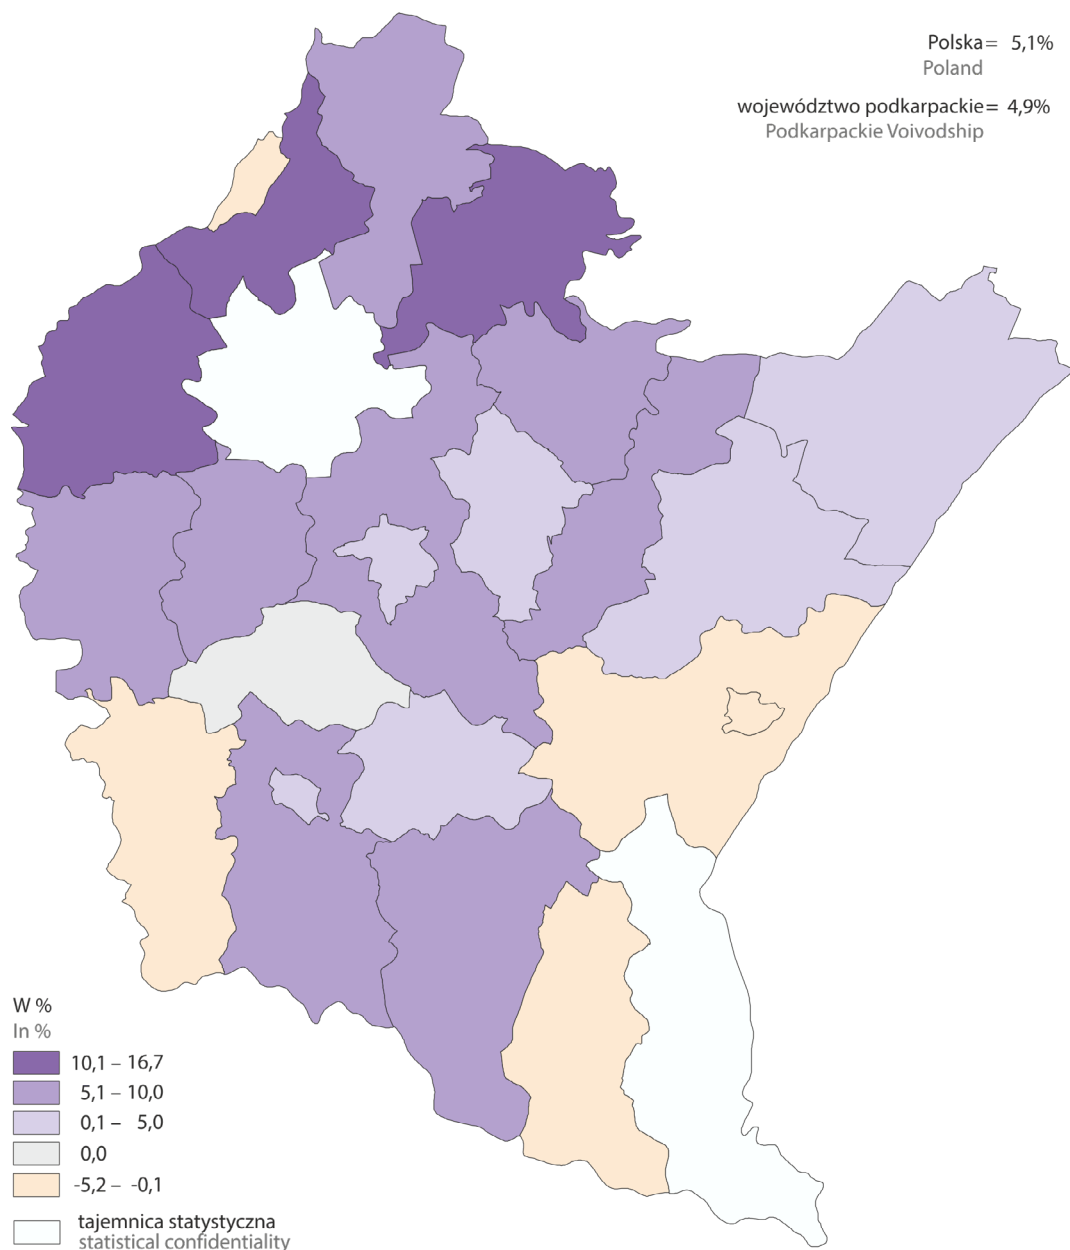 Polska= 5,1%
Poland
województwo podkarpackie= 4,9%
Podkarpackie Voivodship
W %
In %
10,1 – 16,7
5,1 – 10,0
0,1 – 5,0
0,0
-5,2 – -0,1
tajemnica statystyczna
statistical confidentiality